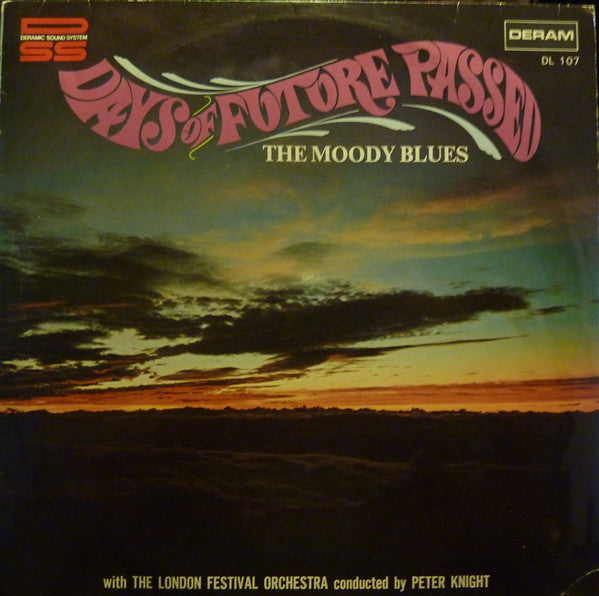 DSS
DERAMIC SOUND SYSTEM
DERAM
DL 107
DAYS OF FUTURE PASSED
THE MOODY BLUES
with THE LONDON FESTIVAL ORCHESTRA conducted by PETER KNIGHT